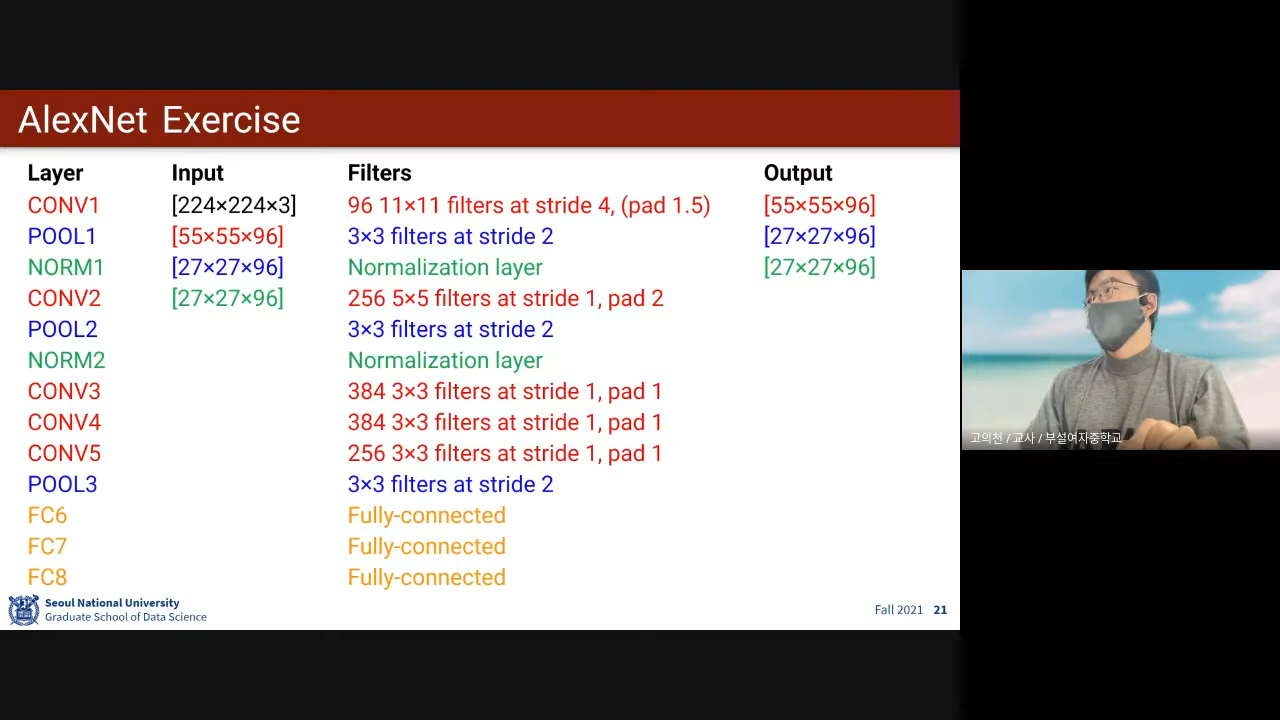 AlexNet Exercise
Layer Input Filters Output
CONV1 [224×224×3] 96 11×11 filters at stride 4, (pad 1.5) [55×55×96]
POOL1 [55×55×96] 3×3 filters at stride 2 [27×27×96]
NORM1 [27×27×96] Normalization layer [27×27×96]
CONV2 [27×27×96] 256 5×5 filters at stride 1, pad 2
POOL2 3×3 filters at stride 2
NORM2 Normalization layer
CONV3 384 3×3 filters at stride 1, pad 1
CONV4 384 3×3 filters at stride 1, pad 1
CONV5 256 3×3 filters at stride 1, pad 1
POOL3 3×3 filters at stride 2
FC6 Fully-connected
FC7 Fully-connected
FC8 Fully-connected
Seoul National University
Graduate School of Data Science
Fall 2021 21
고의천 / 교사 / 부설여자중학교